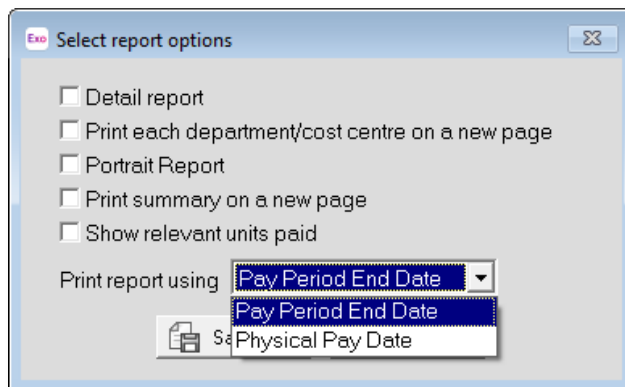 Exo Select report options
Detail report
Print each department/cost centre on a new page
Portrait Report
Print summary on a new page
Show relevant units paid
Print report using Pay Period End Date
Pay Period End Date
Physical Pay Date